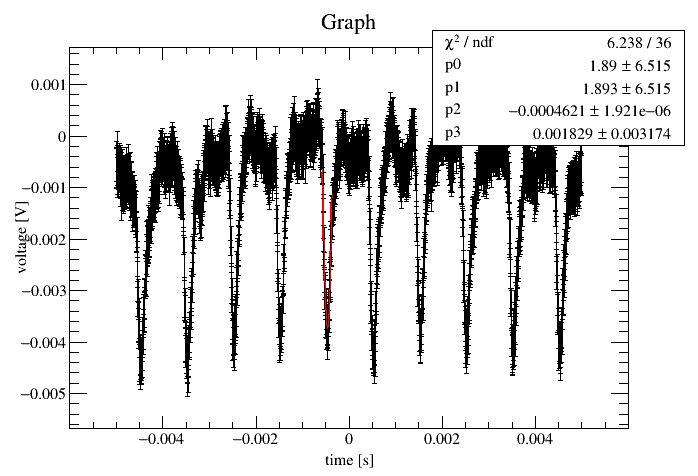 Graph
χ² / ndf 6.238 / 36
p0 1.89 ± 6.515
p1 1.893 ± 6.515
p2 −0.0004621 ± 1.921e−06
p3 0.001829 ± 0.003174
0.001
0
−0.001
−0.002
−0.003
−0.004
−0.005
voltage [V]
−0.004 −0.002 0 0.002 0.004
time [s]